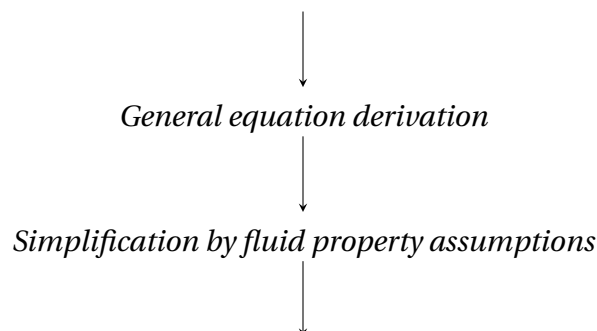 General equation derivation
Simplification by fluid property assumptions